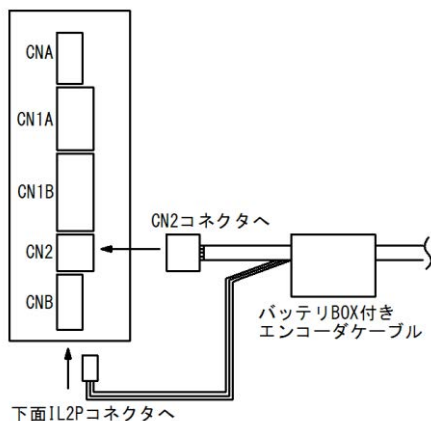 CNA
CN1A
CN1B
CN2コネクタへ
CN2
CNB
バッテリBOX付き
エンコーダケーブル
下面IL2Pコネクタへ